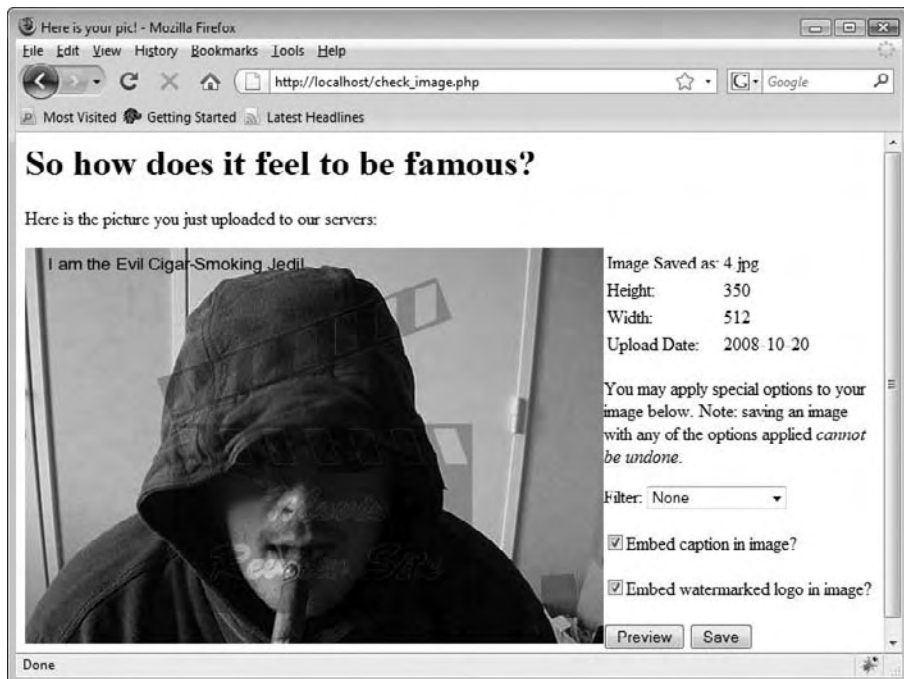 Here is your pic! - Mozilla Firefox
File Edit View History Bookmarks Tools Help
http://localhost/check_image.php
Google
Most Visited Getting Started Latest Headlines
So how does it feel to be famous?
Here is the picture you just uploaded to our servers:
I am the Evil Cigar-Smoking Jedi!
Image Saved as: 4.jpg
Height: 350
Width: 512
Upload Date: 2008-10-20
You may apply special options to your
image below. Note: saving an image
with any of the options applied cannot
be undone.
Filter: None
Embed caption in image?
Embed watermarked logo in image?
Preview Save
Done